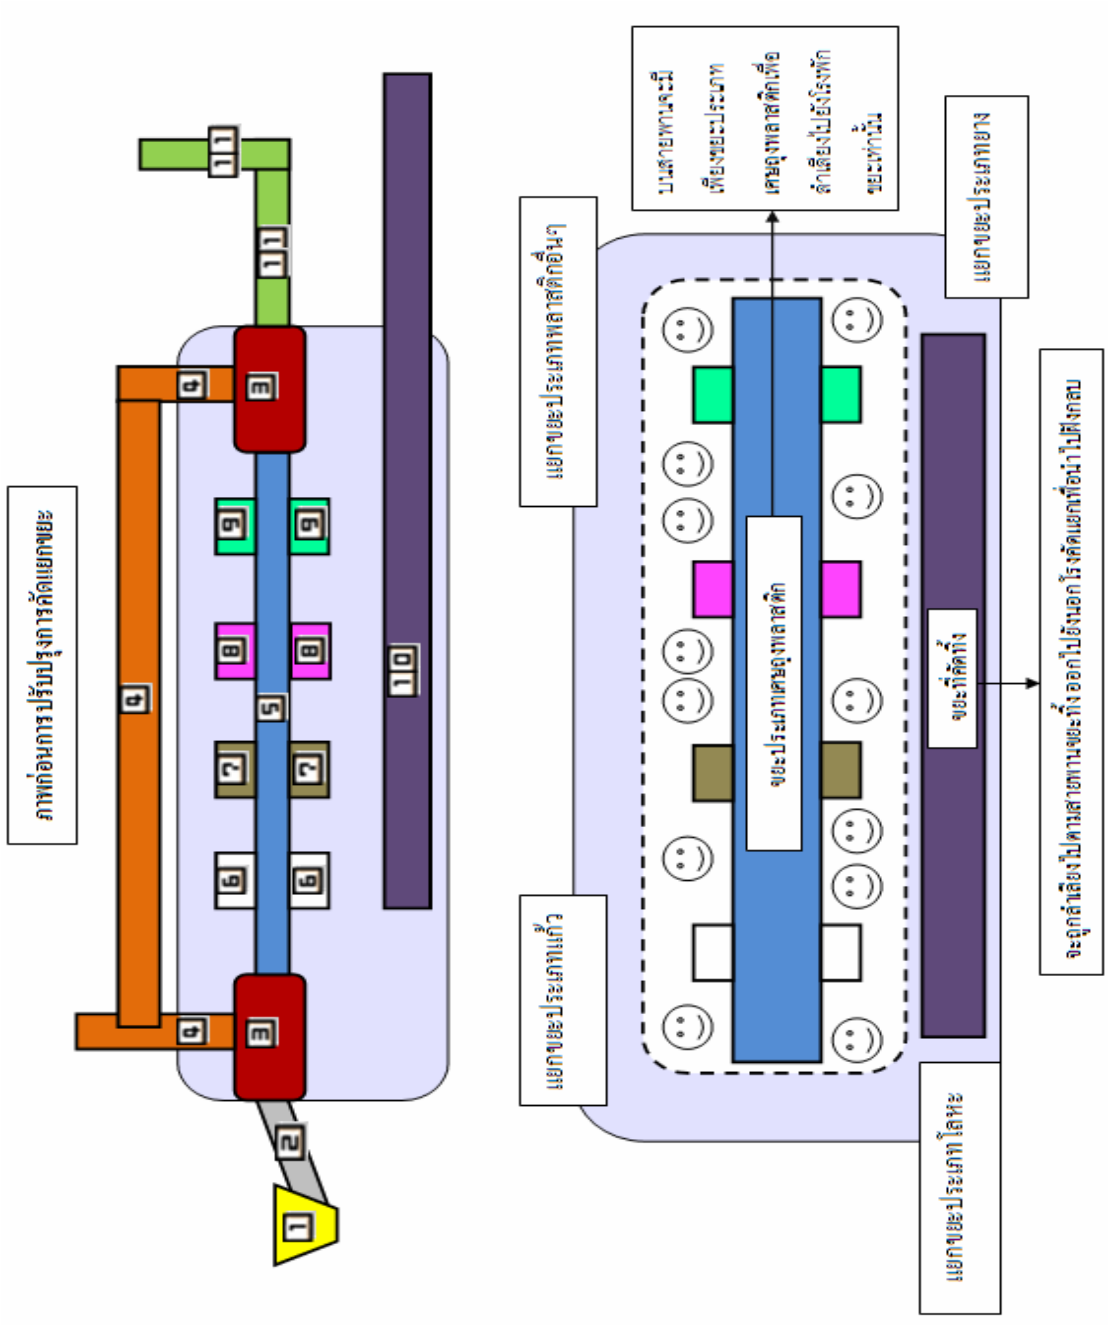 ภาพก่อนการปรับปรุงการคัดแยกขยะ
4
4
4
11
6
7
8
9
3
5
3
11
2
1
6
7
8
9
10
แยกขยะประเภทแก้ว
แยกขยะประเภทพลาสติกอื่นๆ
บนสายพานจะมี
เพียงขยะประเภท
เศษถุงพลาสติกเพื่อ
ลำเลียงไปยังโรงพัก
ขยะเท่านั้น
ขยะประเภทเศษถุงพลาสติก
ขยะที่คัดทิ้ง
แยกขยะประเภทโลหะ
แยกขยะประเภทยาง
จะถูกลำเลียงไปตามสายพานขยะทิ้ง ออกไปยังนอกโรงคัดแยกเพื่อนำไปฝังกลบ